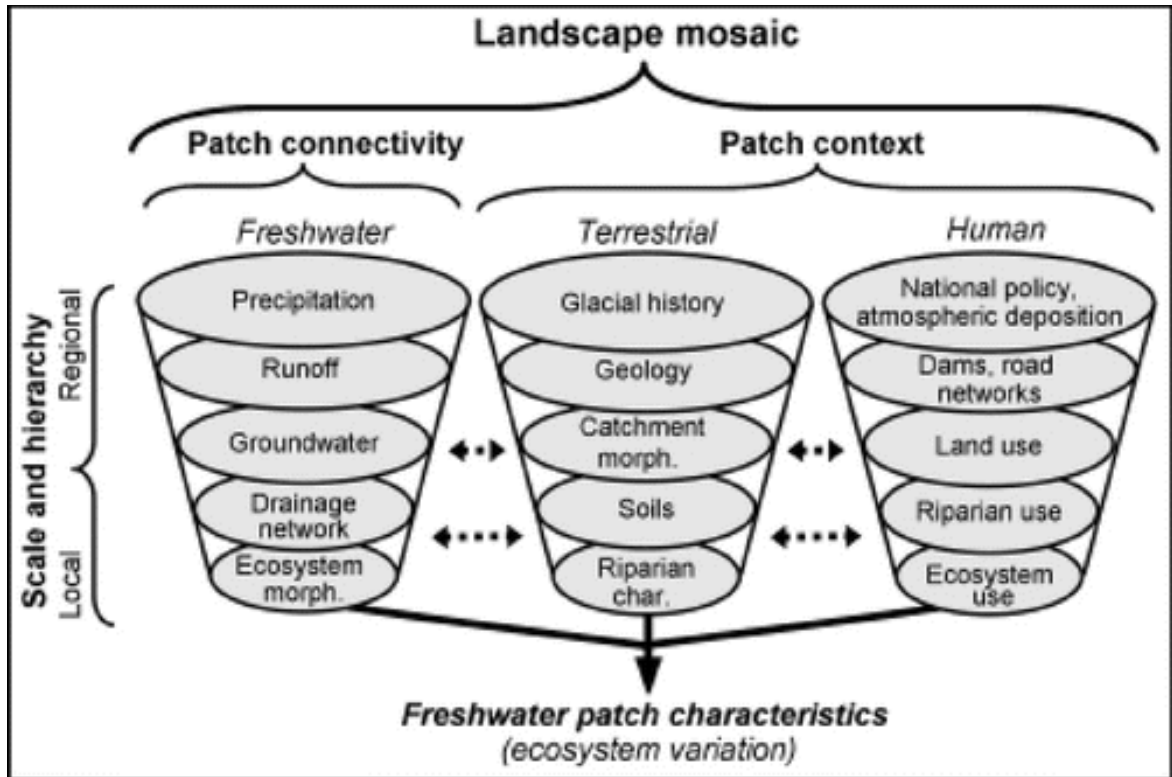 Landscape mosaic
Patch connectivity
Patch context
Freshwater
Terrestrial
Human
Scale and hierarchy
Regional
Local
Precipitation
Runoff
Groundwater
Drainage
network
Ecosystem
morph.
Glacial history
Geology
Catchment
morph.
Soils
Riparian
char.
National policy,
atmospheric deposition
Dams, road
networks
Land use
Riparian use
Ecosystem
use
Freshwater patch characteristics
(ecosystem variation)